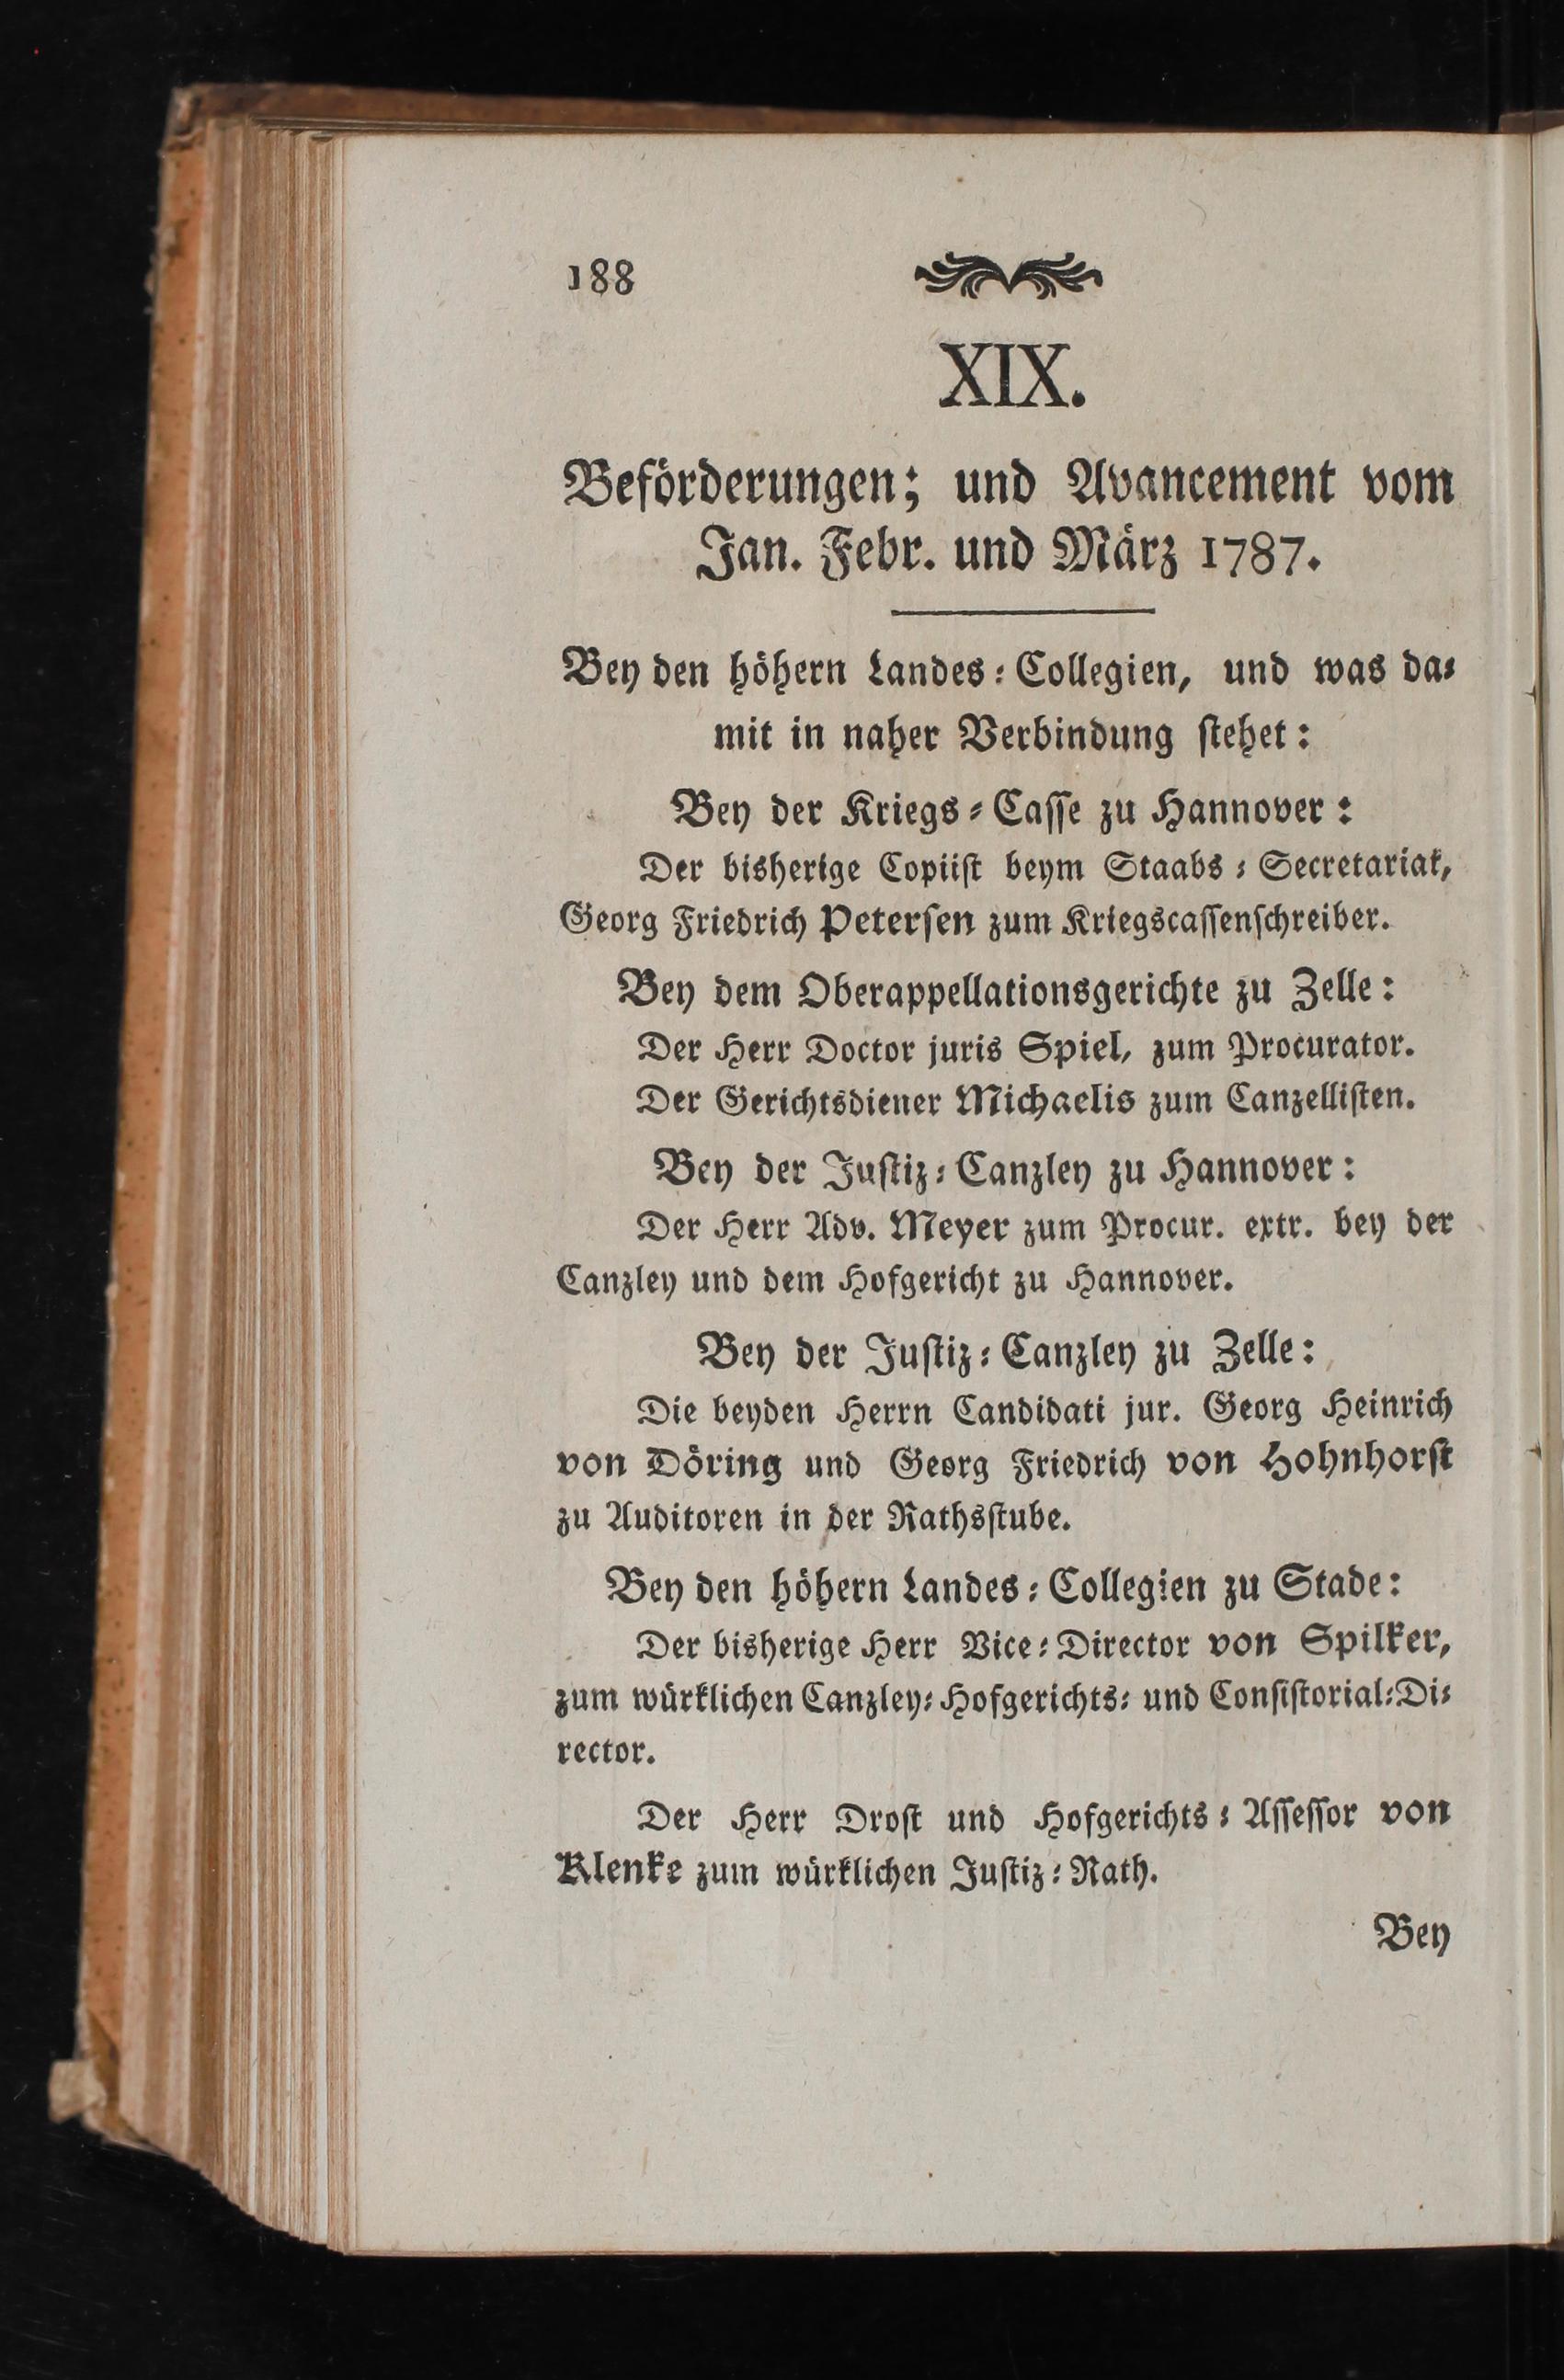 188
XIX.
Beförderungen; und Avancement vom
Jan. Febr. und März 1787.
Bey den höhern Landes-Collegien, und was da-
mit in naher Verbindung ſtehet:
Bey der Kriegs-Caſſe zu Hannover:
Der bisherige Copiiſt beym Staabs-Secretariat,
Georg Friedrich Peterſen zum Kriegscaſſenſchreiber.
Bey dem Oberappellationsgerichte zu Zelle:
Der Herr Doctor juris Spiel, zum Procurator.
Der Gerichtsdiener Michaelis zum Canzelliſten.
Bey der Juſtiz-Canzley zu Hannover:
Der Herr Adv. Meyer zum Procur. extr. bey der
Canzley und dem Hofgericht zu Hannover.
Bey der Juſtiz-Canzley zu Zelle:
Die beyden Herrn Candidati jur. Georg Heinrich
von Döring und Georg Friedrich von Hohnhorſt
zu Auditoren in der Rathsſtube.
Bey den höhern Landes-Collegien zu Stade:
Der bisherige Herr Vice-Director von Spilker,
zum würklichen Canzley-Hofgerichts- und Conſiſtorial-Di-
rector.
Der Herr Droſt und Hofgerichts-Aſſeſſor von
Klenke zum würklichen Juſtiz-Rath.
Bey